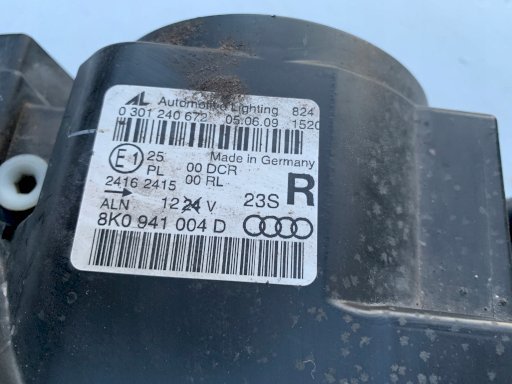 AL Automotive Lighting 824
0 301 240 672 05.06.09 1520
Made in Germany
E1 25 00 DCR
PL 00 RL
2416 2415
ALN 12 24 V 23S R
8K0 941 004 D